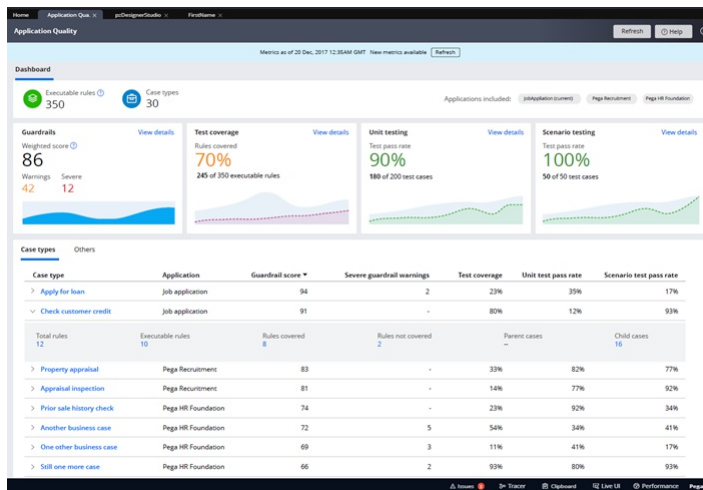 Home Application Qua. × pzDesignerStudio × FirstName ×
Application Quality Refresh Help
Metrics as of 20 Dec, 2017 12:35AM GMT New metrics available Refresh
Dashboard
Executable rules
350
Case types
30
Applications included: JobAppliation (current) Pega Recruitment Pega HR Foundation
Guardrails View details
Weighted score
86
Warnings Severe
42 12
Test coverage View details
Rules covered
70%
245 of 350 executable rules
Unit testing View details
Test pass rate
90%
180 of 200 test cases
Scenario testing View details
Test pass rate
100%
50 of 50 test cases
Case types Others
Case type Application Guardrail score Severe guardrail warnings Test coverage Unit test pass rate Scenario test pass rate
Apply for loan Job application 94 2 23% 35% 17%
Check customer credit Job application 91 - 80% 12% 93%
Total rules Executable rules Rules covered Rules not covered Parent cases Child cases
12 10 8 2 -- 16
Property appraisal Pega Recruitment 83 - 33% 82% 77%
Appraisal inspection Pega Recuritment 81 - 14% 77% 92%
Prior sale history check Pega HR Foundation 74 - 23% 92% 34%
Another business case Pega HR Foundation 72 5 54% 34% 41%
One other business case Pega HR Foundation 69 3 11% 41% 17%
Still one more case Pega HR Foundation 66 2 93% 80% 93%
Issues Tracer Clipboard Live UI Performance Pega